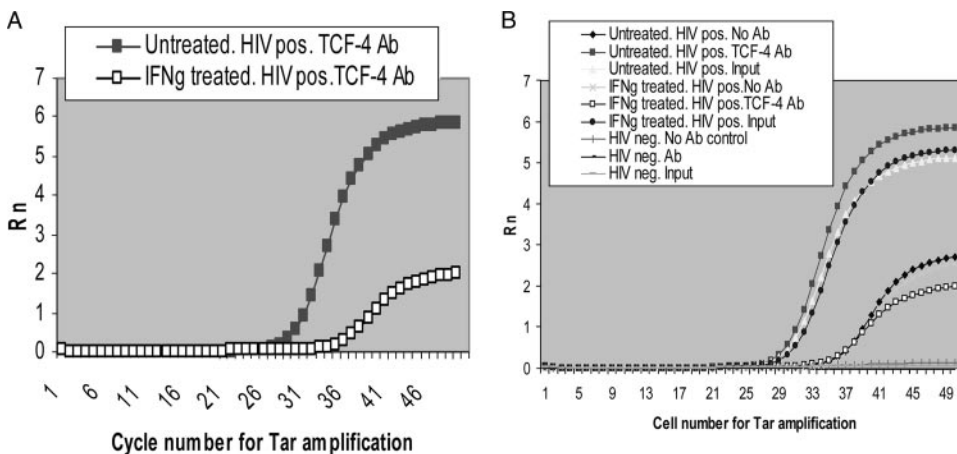 A
Untreated. HIV pos. TCF-4 Ab
IFNg treated. HIV pos.TCF-4 Ab
7
6
5
4
3
2
1
0
Rn
1
6
11
16
21
26
31
36
41
46
Cycle number for Tar amplification
B
Untreated. HIV pos. No Ab
Untreated. HIV pos. TCF-4 Ab
Untreated. HIV pos. Input
IFNg treated. HIV pos.No Ab
IFNg treated. HIV pos.TCF-4 Ab
IFNg treated. HIV pos. Input
HIV neg. No Ab control
HIV neg. Ab
HIV neg. Input
7
6
5
4
3
2
1
0
Rn
1 5 9 13 17 21 25 29 33 37 41 45 49
Cell number for Tar amplification